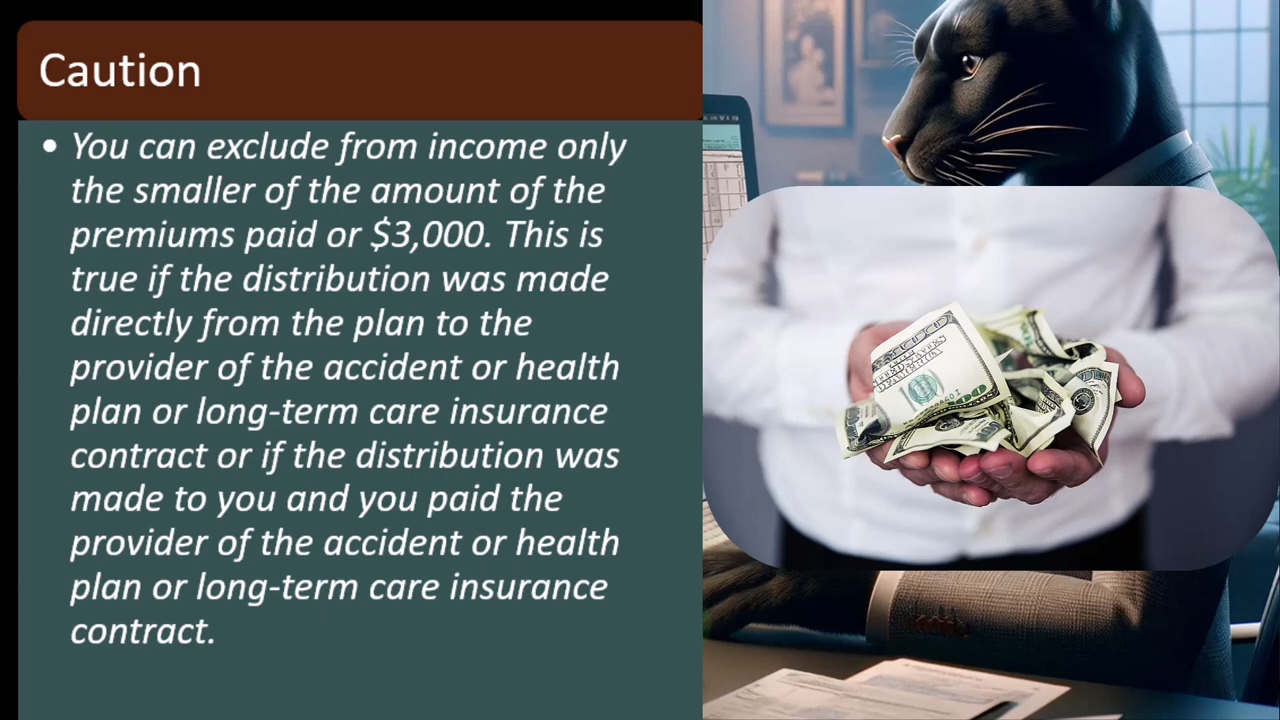 Caution
• You can exclude from income only
the smaller of the amount of the
premiums paid or $3,000. This is
true if the distribution was made
directly from the plan to the
provider of the accident or health
plan or long-term care insurance
contract or if the distribution was
made to you and you paid the
provider of the accident or health
plan or long-term care insurance
contract.